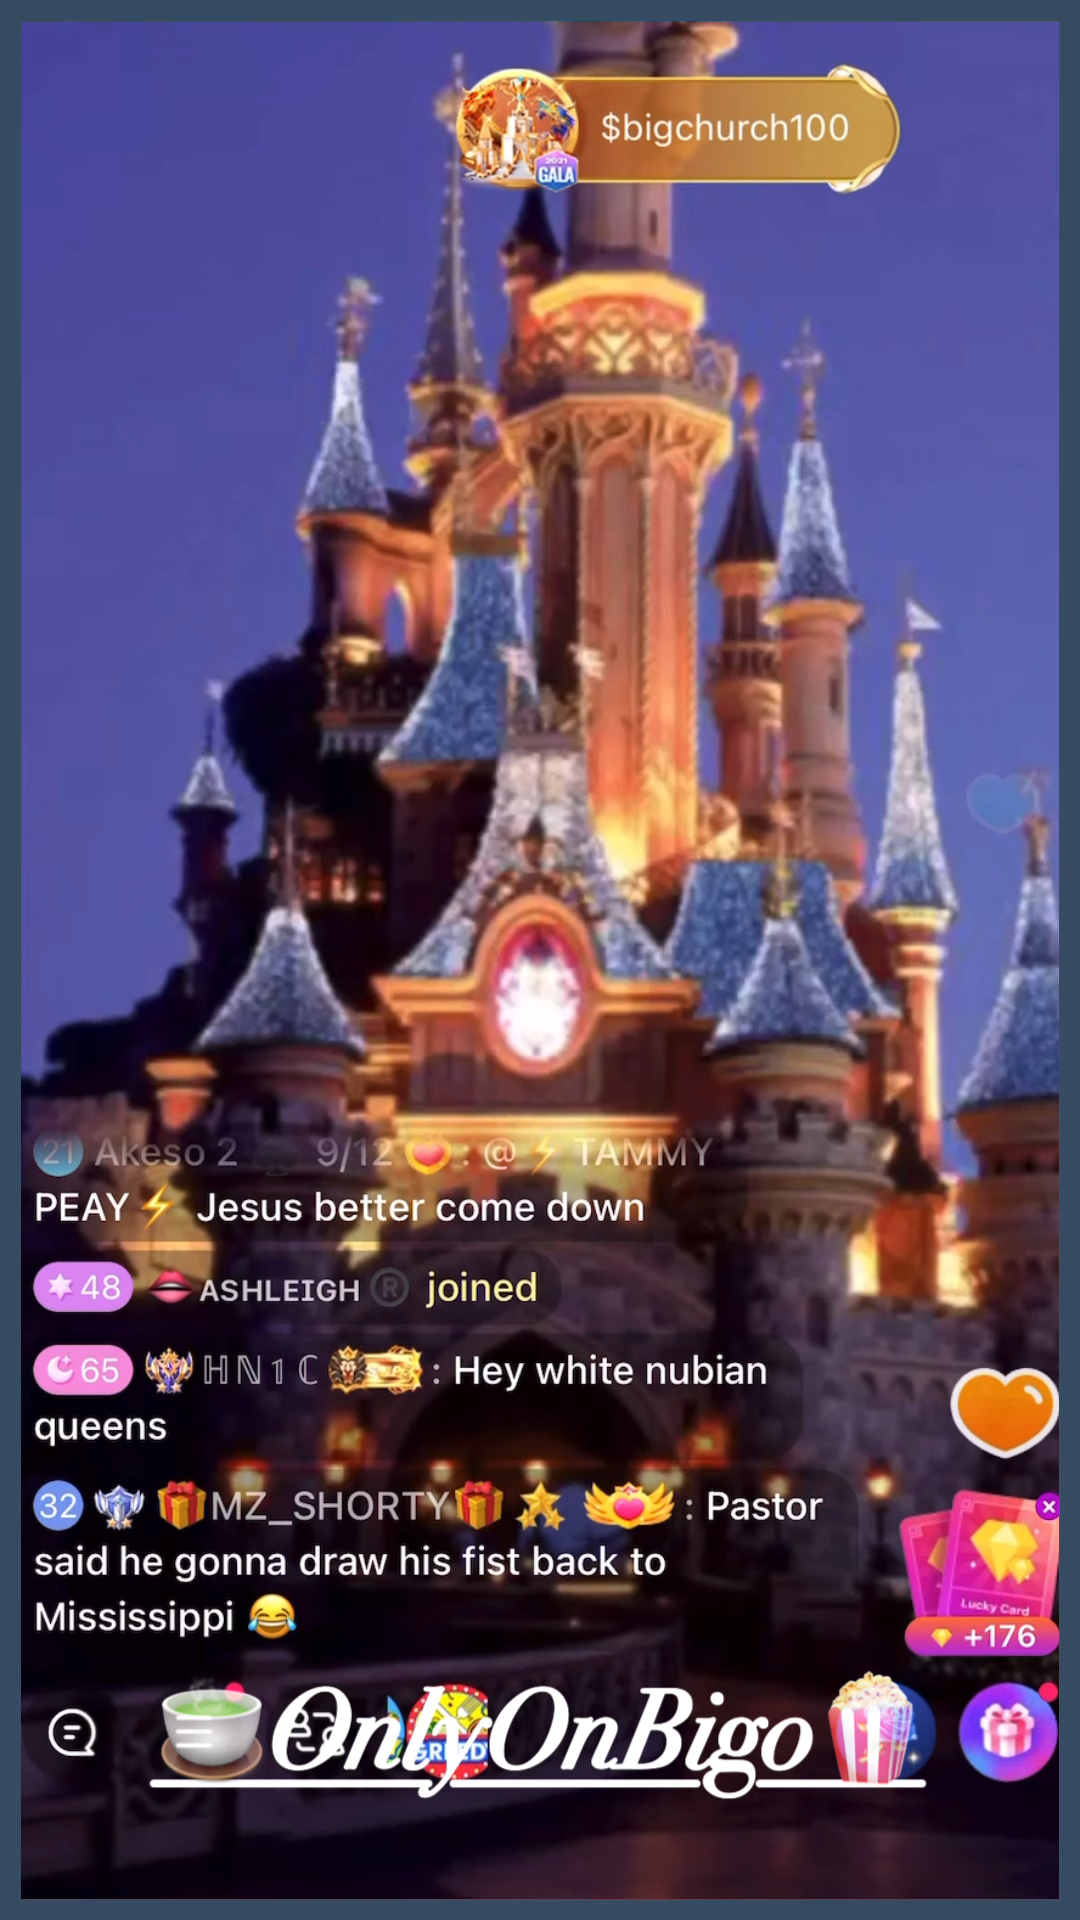 $bigchurch100
2021
GALA
21 Akeso 2 ♠ 9/12 ❤️ : @⚡ TAMMY
PEAY⚡ Jesus better come down
48 👄 ASHLEIGH ® joined
65 ℍℕ𝟙ℂ : Hey white nubian
queens
32 🎁MZ_SHORTY🎁 : Pastor
said he gonna draw his fist back to
Mississippi 😂
Lucky Card
+176
🍵OnlyOnBigo🍿
GREEDY